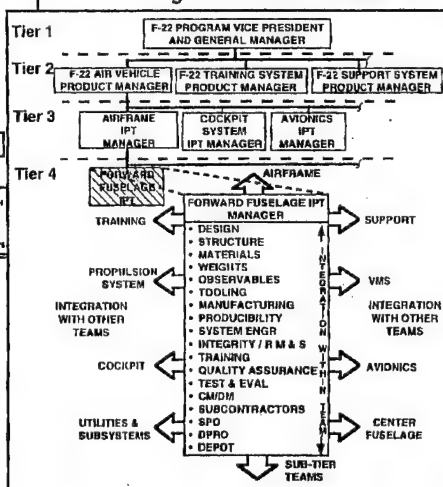 Tier 1
F-22 PROGRAM VICE PRESIDENT
AND GENERAL MANAGER
Tier 2
F-22 AIR VEHICLE
PRODUCT MANAGER
F-22 TRAINING SYSTEM
PRODUCT MANAGER
F-22 SUPPORT SYSTEM
PRODUCT MANAGER
Tier 3
AIRFRAME
IPT
MANAGER
COCKPIT
SYSTEM
IPT MANAGER
AVIONICS
IPT
MANAGER
Tier 4
FORWARD
FUSELAGE
IPT
AIRFRAME
FORWARD FUSELAGE IPT
MANAGER
TRAINING
PROPULSION
SYSTEM
INTEGRATION
WITH OTHER
TEAMS
COCKPIT
UTILITIES &
SUBSYSTEMS
• DESIGN
• STRUCTURE
• MATERIALS
• WEIGHTS
• OBSERVABLES
• TOOLING
• MANUFACTURING
• PRODUCIBILITY
• SYSTEM ENGR
• INTEGRITY / R M & S
• TRAINING
• QUALITY ASSURANCE
• TEST & EVAL
• CM/DM
• SUBCONTRACTORS
• SPO
• DPRO
• DEPOT
INTEGRATION WITHIN TEAM
SUPPORT
VMS
INTEGRATION
WITH OTHER
TEAMS
AVIONICS
CENTER
FUSELAGE
SUB-TIER
TEAMS